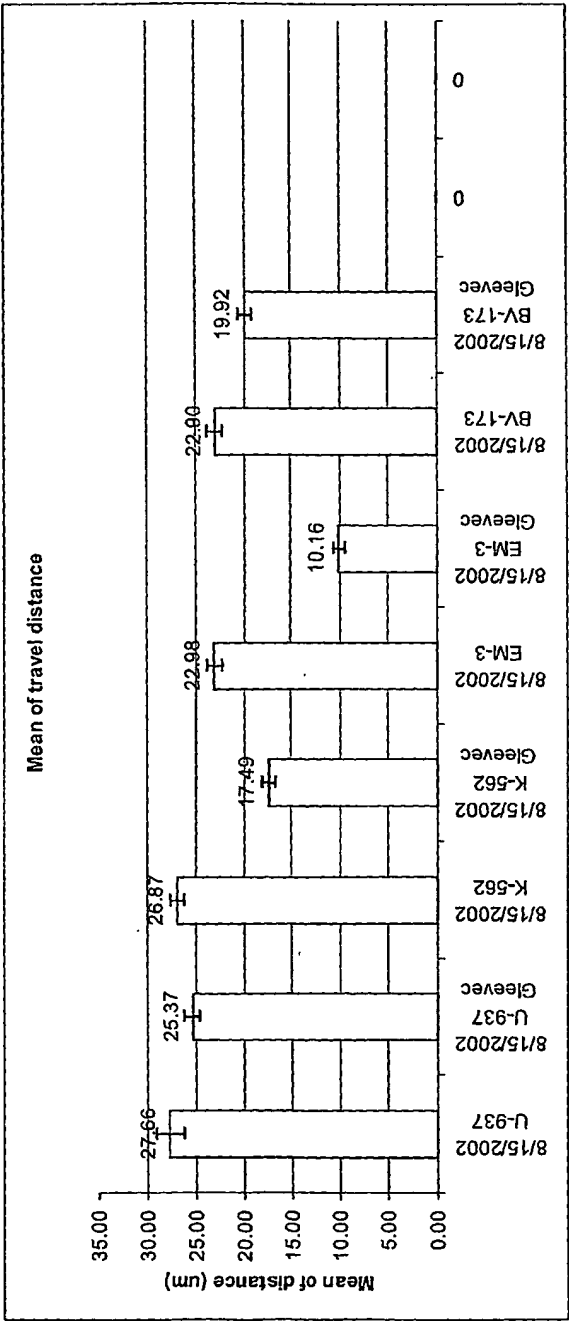 Mean of travel distance
Mean of distance (um)
35.00
30.00
25.00
20.00
15.00
10.00
5.00
0.00
27.66
25.37
26.87
17.49
22.98
10.16
22.90
19.92
8/15/2002
U-937
8/15/2002
U-937
Gleevec
8/15/2002
K-562
8/15/2002
K-562
Gleevec
8/15/2002
EM-3
8/15/2002
EM-3
Gleevec
8/15/2002
BV-173
8/15/2002
BV-173
Gleevec
0
0